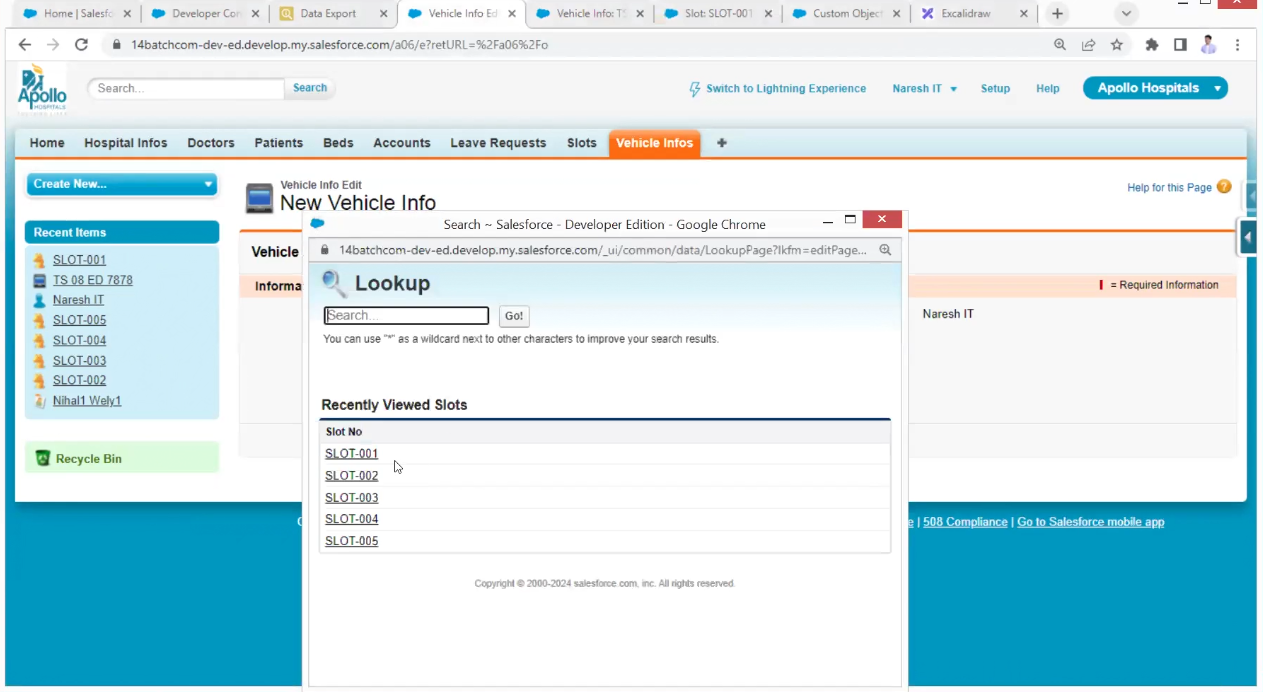 Home | Salesfo
Developer Con
Data Export
Vehicle Info Ed
Vehicle Info: TS
Slot: SLOT-001
Custom Object
Excalidraw
14batchcom-dev-ed.develop.my.salesforce.com/a06/e?retURL=%2Fa06%2Fo
Apollo
HOSPITALS
Search...
Search
Switch to Lightning Experience
Naresh IT
Setup
Help
Apollo Hospitals
Home
Hospital Infos
Doctors
Patients
Beds
Accounts
Leave Requests
Slots
Vehicle Infos
Create New...
Recent Items
SLOT-001
TS 08 ED 7878
Naresh IT
SLOT-005
SLOT-004
SLOT-003
SLOT-002
Nihal1 Wely1
Recycle Bin
Vehicle Info Edit
New Vehicle Info
Help for this Page
Vehicle
Informa
= Required Information
Naresh IT
Search ~ Salesforce - Developer Edition - Google Chrome
14batchcom-dev-ed.develop.my.salesforce.com/_ui/common/data/LookupPage?lkfm=editPage...
Lookup
Search...
Go!
You can use "*" as a wildcard next to other characters to improve your search results.
Recently Viewed Slots
Slot No
SLOT-001
SLOT-002
SLOT-003
SLOT-004
SLOT-005
Copyright © 2000-2024 salesforce.com, inc. All rights reserved.
| 508 Compliance | Go to Salesforce mobile app